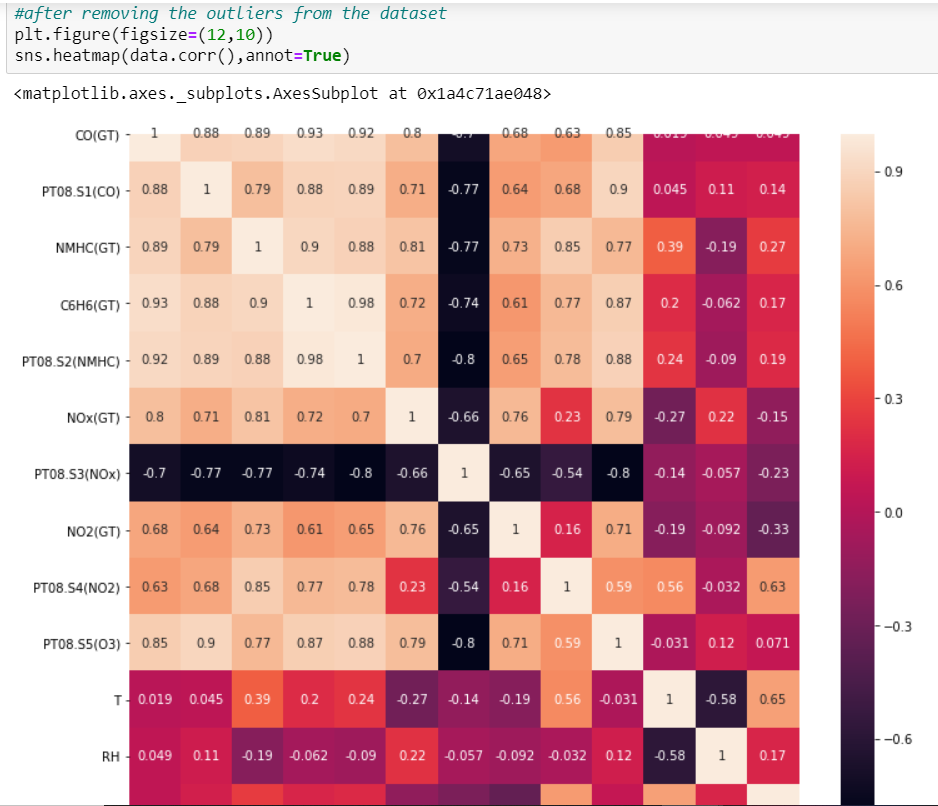 #after removing the outliers from the dataset
plt.figure(figsize=(12,10))
sns.heatmap(data.corr(),annot=True)
<matplotlib.axes._subplots.AxesSubplot at 0x1a4c71ae048>
CO(GT) - 1 0.88 0.89 0.93 0.92 0.8 -0.7 0.68 0.63 0.85 0.019 0.049 0.049
- 0.9
PT08.S1(CO) - 0.88 1 0.79 0.88 0.89 0.71 -0.77 0.64 0.68 0.9 0.045 0.11 0.14
NMHC(GT) - 0.89 0.79 1 0.9 0.88 0.81 -0.77 0.73 0.85 0.77 0.39 -0.19 0.27
- 0.6
C6H6(GT) - 0.93 0.88 0.9 1 0.98 0.72 -0.74 0.61 0.77 0.87 0.2 -0.062 0.17
PT08.S2(NMHC) - 0.92 0.89 0.88 0.98 1 0.7 -0.8 0.65 0.78 0.88 0.24 -0.09 0.19
- 0.3
NOx(GT) - 0.8 0.71 0.81 0.72 0.7 1 -0.66 0.76 0.23 0.79 -0.27 0.22 -0.15
PT08.S3(NOx) - -0.7 -0.77 -0.77 -0.74 -0.8 -0.66 1 -0.65 -0.54 -0.8 -0.14 -0.057 -0.23
- 0.0
NO2(GT) - 0.68 0.64 0.73 0.61 0.65 0.76 -0.65 1 0.16 0.71 -0.19 -0.092 -0.33
PT08.S4(NO2) - 0.63 0.68 0.85 0.77 0.78 0.23 -0.54 0.16 1 0.59 0.56 -0.032 0.63
- -0.3
PT08.S5(O3) - 0.85 0.9 0.77 0.87 0.88 0.79 -0.8 0.71 0.59 1 -0.031 0.12 0.071
T - 0.019 0.045 0.39 0.2 0.24 -0.27 -0.14 -0.19 0.56 -0.031 1 -0.58 0.65
- -0.6
RH - 0.049 0.11 -0.19 -0.062 -0.09 0.22 -0.057 -0.092 -0.032 0.12 -0.58 1 0.17